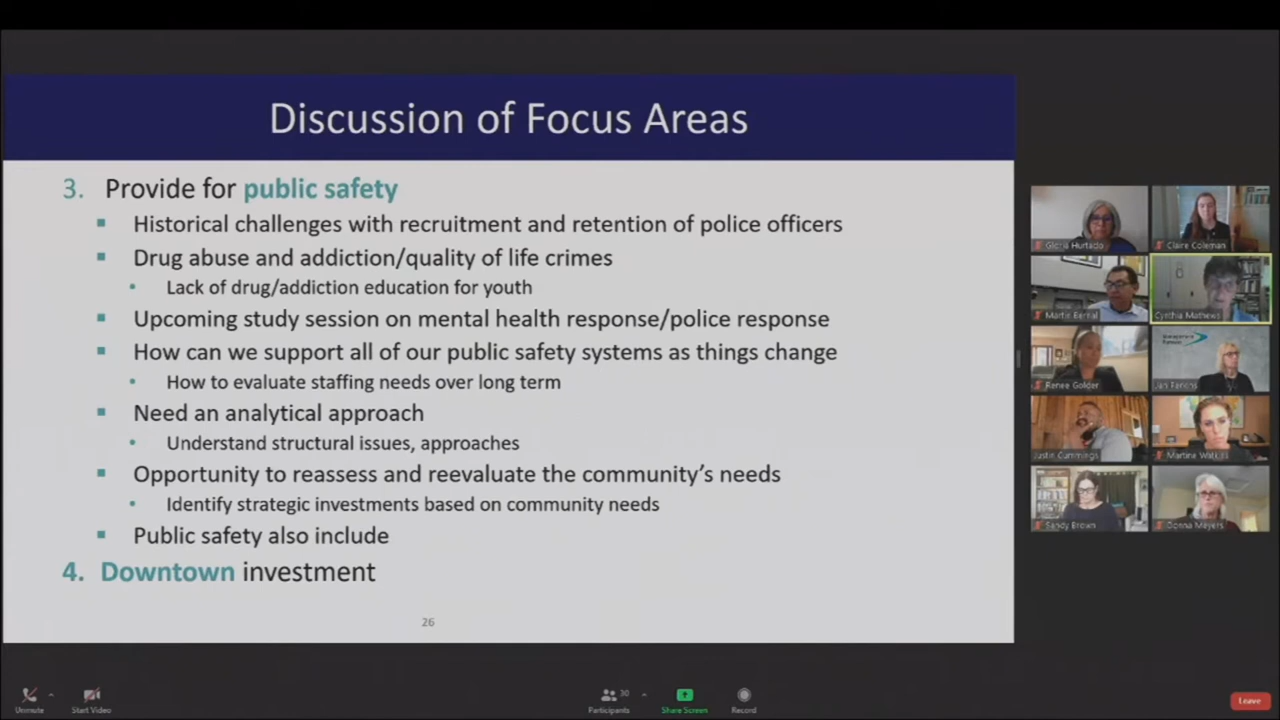 Discussion of Focus Areas
3. Provide for public safety
▪ Historical challenges with recruitment and retention of police officers
▪ Drug abuse and addiction/quality of life crimes
• Lack of drug/addiction education for youth
▪ Upcoming study session on mental health response/police response
▪ How can we support all of our public safety systems as things change
• How to evaluate staffing needs over long term
▪ Need an analytical approach
• Understand structural issues, approaches
▪ Opportunity to reassess and reevaluate the community's needs
• Identify strategic investments based on community needs
▪ Public safety also include
4. Downtown investment
26
Gloria Hurtado
Claire Coleman
Martin Bernal
Cynthia Mathews
Renee Golder
Management Partners
Jan Perkins
Justin Cummings
Martine Watkins
Sandy Brown
Donna Meyers
Unmute
Start Video
Participants
30
Share Screen
Record
Leave